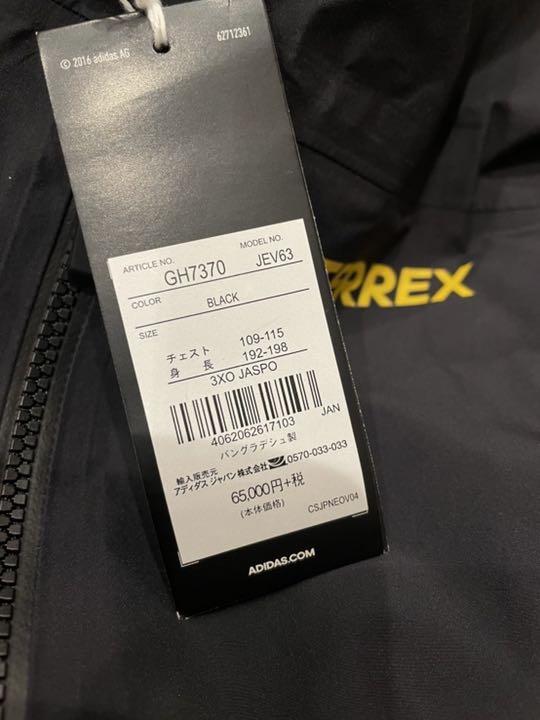 © 2016 adidas AG
62712361
ARTICLE NO.
MODEL NO.
GH7370
JEV63
COLOR
BLACK
SIZE
チェスト 109-115
身 長 192-198
3XO JASPO
4062062617103
JAN
バングラデシュ製
輸入販売元
アディダス ジャパン株式会社 0570-033-033
65,000円+税
(本体価格)
CSJPNEOV04
ADIDAS.COM
RREX